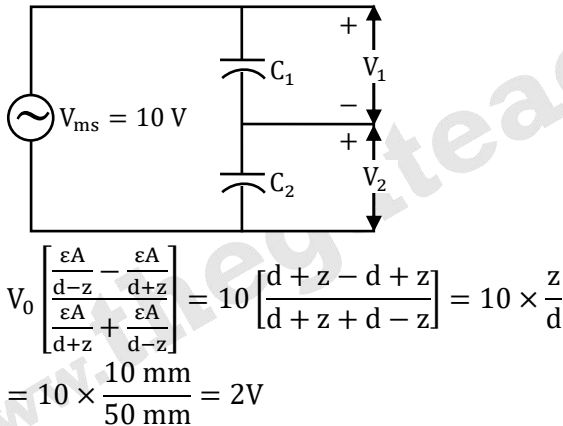 +
C₁
V₁
−
V_ms = 10 V
+
C₂
V₂
V₀ [ (εA/(d−z) − εA/(d+z)) / (εA/(d+z) + εA/(d−z)) ] = 10 [ (d + z − d + z)/(d + z + d − z) ] = 10 × z/d
= 10 × 10 mm/50 mm = 2V